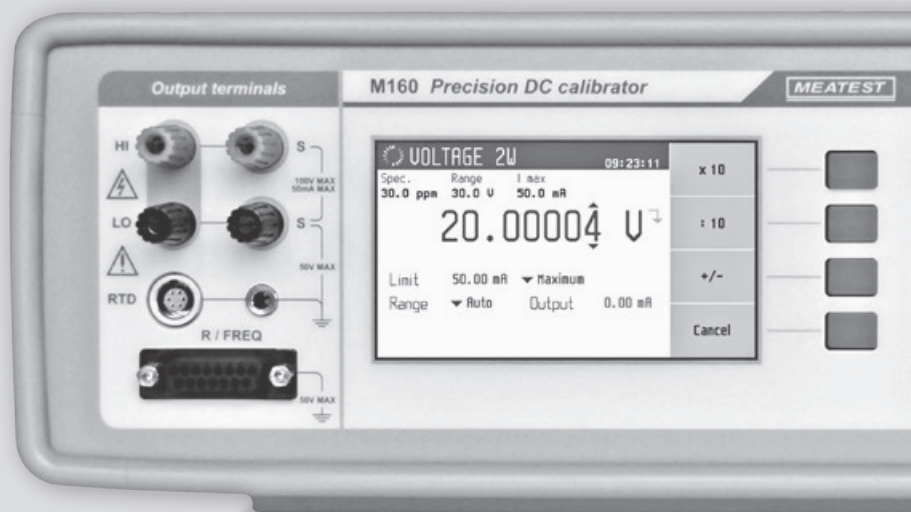 Output terminals
M160 Precision DC calibrator
MEATEST
HI
S
100V MAX
50mA MAX
LO
S
50V MAX
RTD
R / FREQ
50V MAX
VOLTAGE 2W
09:23:11
Spec. Range I max
30.0 ppm 30.0 V 50.0 mA
20.00004 V
Limit 50.00 mA Maximum
Range Auto Output 0.00 mA
x 10
: 10
+/-
Cancel